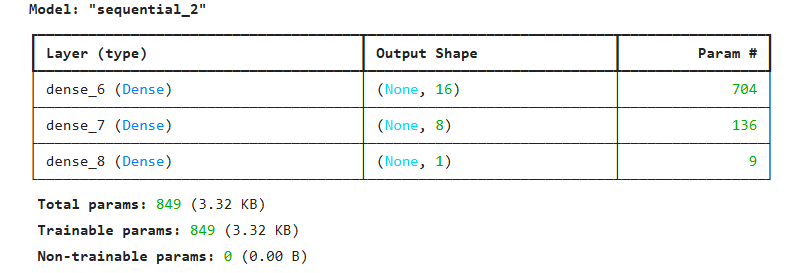 Model: "sequential_2"
Layer (type) Output Shape Param #
dense_6 (Dense) (None, 16) 704
dense_7 (Dense) (None, 8) 136
dense_8 (Dense) (None, 1) 9
Total params: 849 (3.32 KB)
Trainable params: 849 (3.32 KB)
Non-trainable params: 0 (0.00 B)